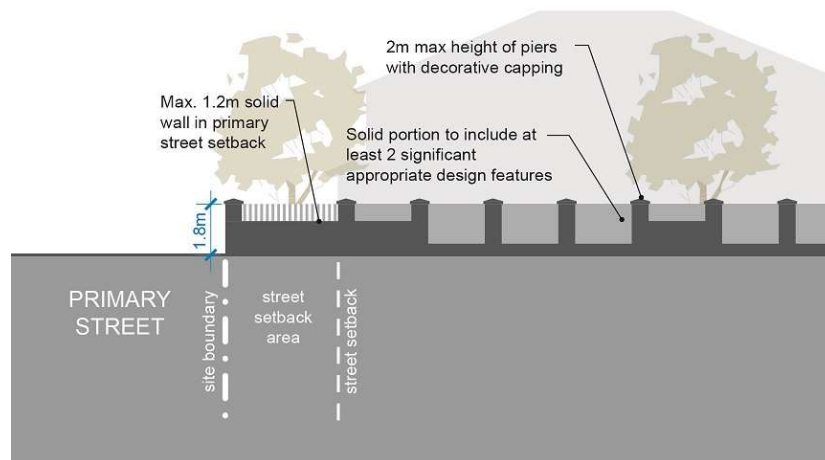 2m max height of piers
with decorative capping
Max. 1.2m solid
wall in primary
street setback
Solid portion to include at
least 2 significant
appropriate design features
1.8m
PRIMARY
STREET
site boundary
street
setback
area
street setback